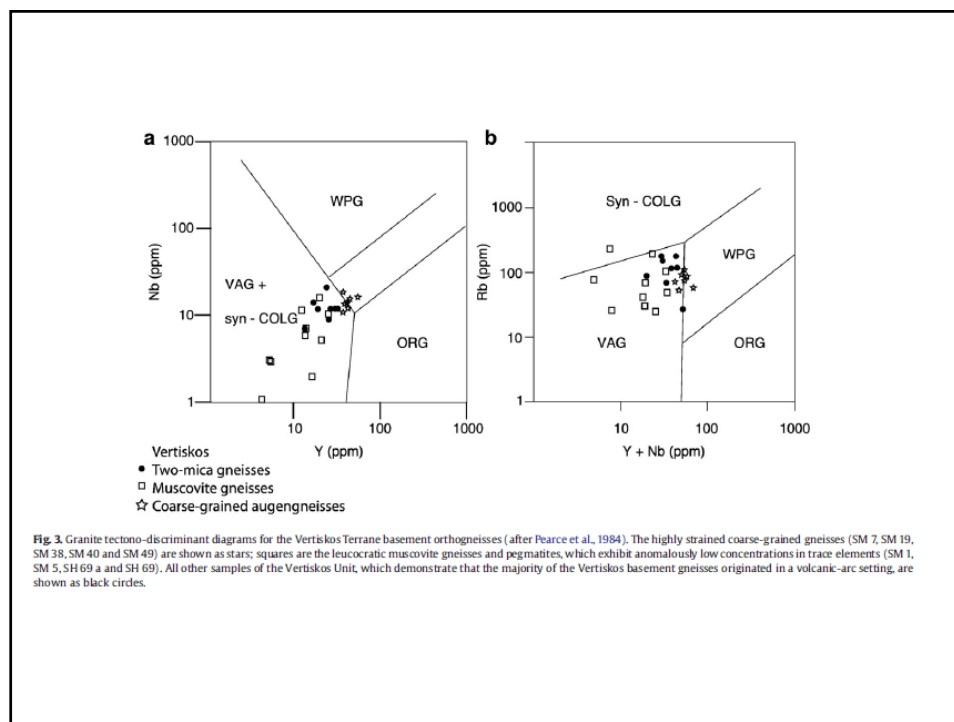 a
1000
100
10
1
Nb (ppm)
WPG
VAG +
syn - COLG
ORG
10
100
1000
Y (ppm)
b
1000
100
10
1
Rb (ppm)
Syn - COLG
WPG
VAG
ORG
10
100
1000
Y + Nb (ppm)
Vertiskos
Two-mica gneisses
Muscovite gneisses
Coarse-grained augengneisses
Fig. 3. Granite tectono-discriminant diagrams for the Vertiskos Terrane basement orthogneisses (after Pearce et al., 1984). The highly strained coarse-grained gneisses (SM 7, SM 19,
SM 38, SM 40 and SM 49) are shown as stars; squares are the leucocratic muscovite gneisses and pegmatites, which exhibit anomalously low concentrations in trace elements (SM 1,
SM 5, SH 69 a and SH 69). All other samples of the Vertiskos Unit, which demonstrate that the majority of the Vertiskos basement gneisses originated in a volcanic-arc setting, are
shown as black circles.